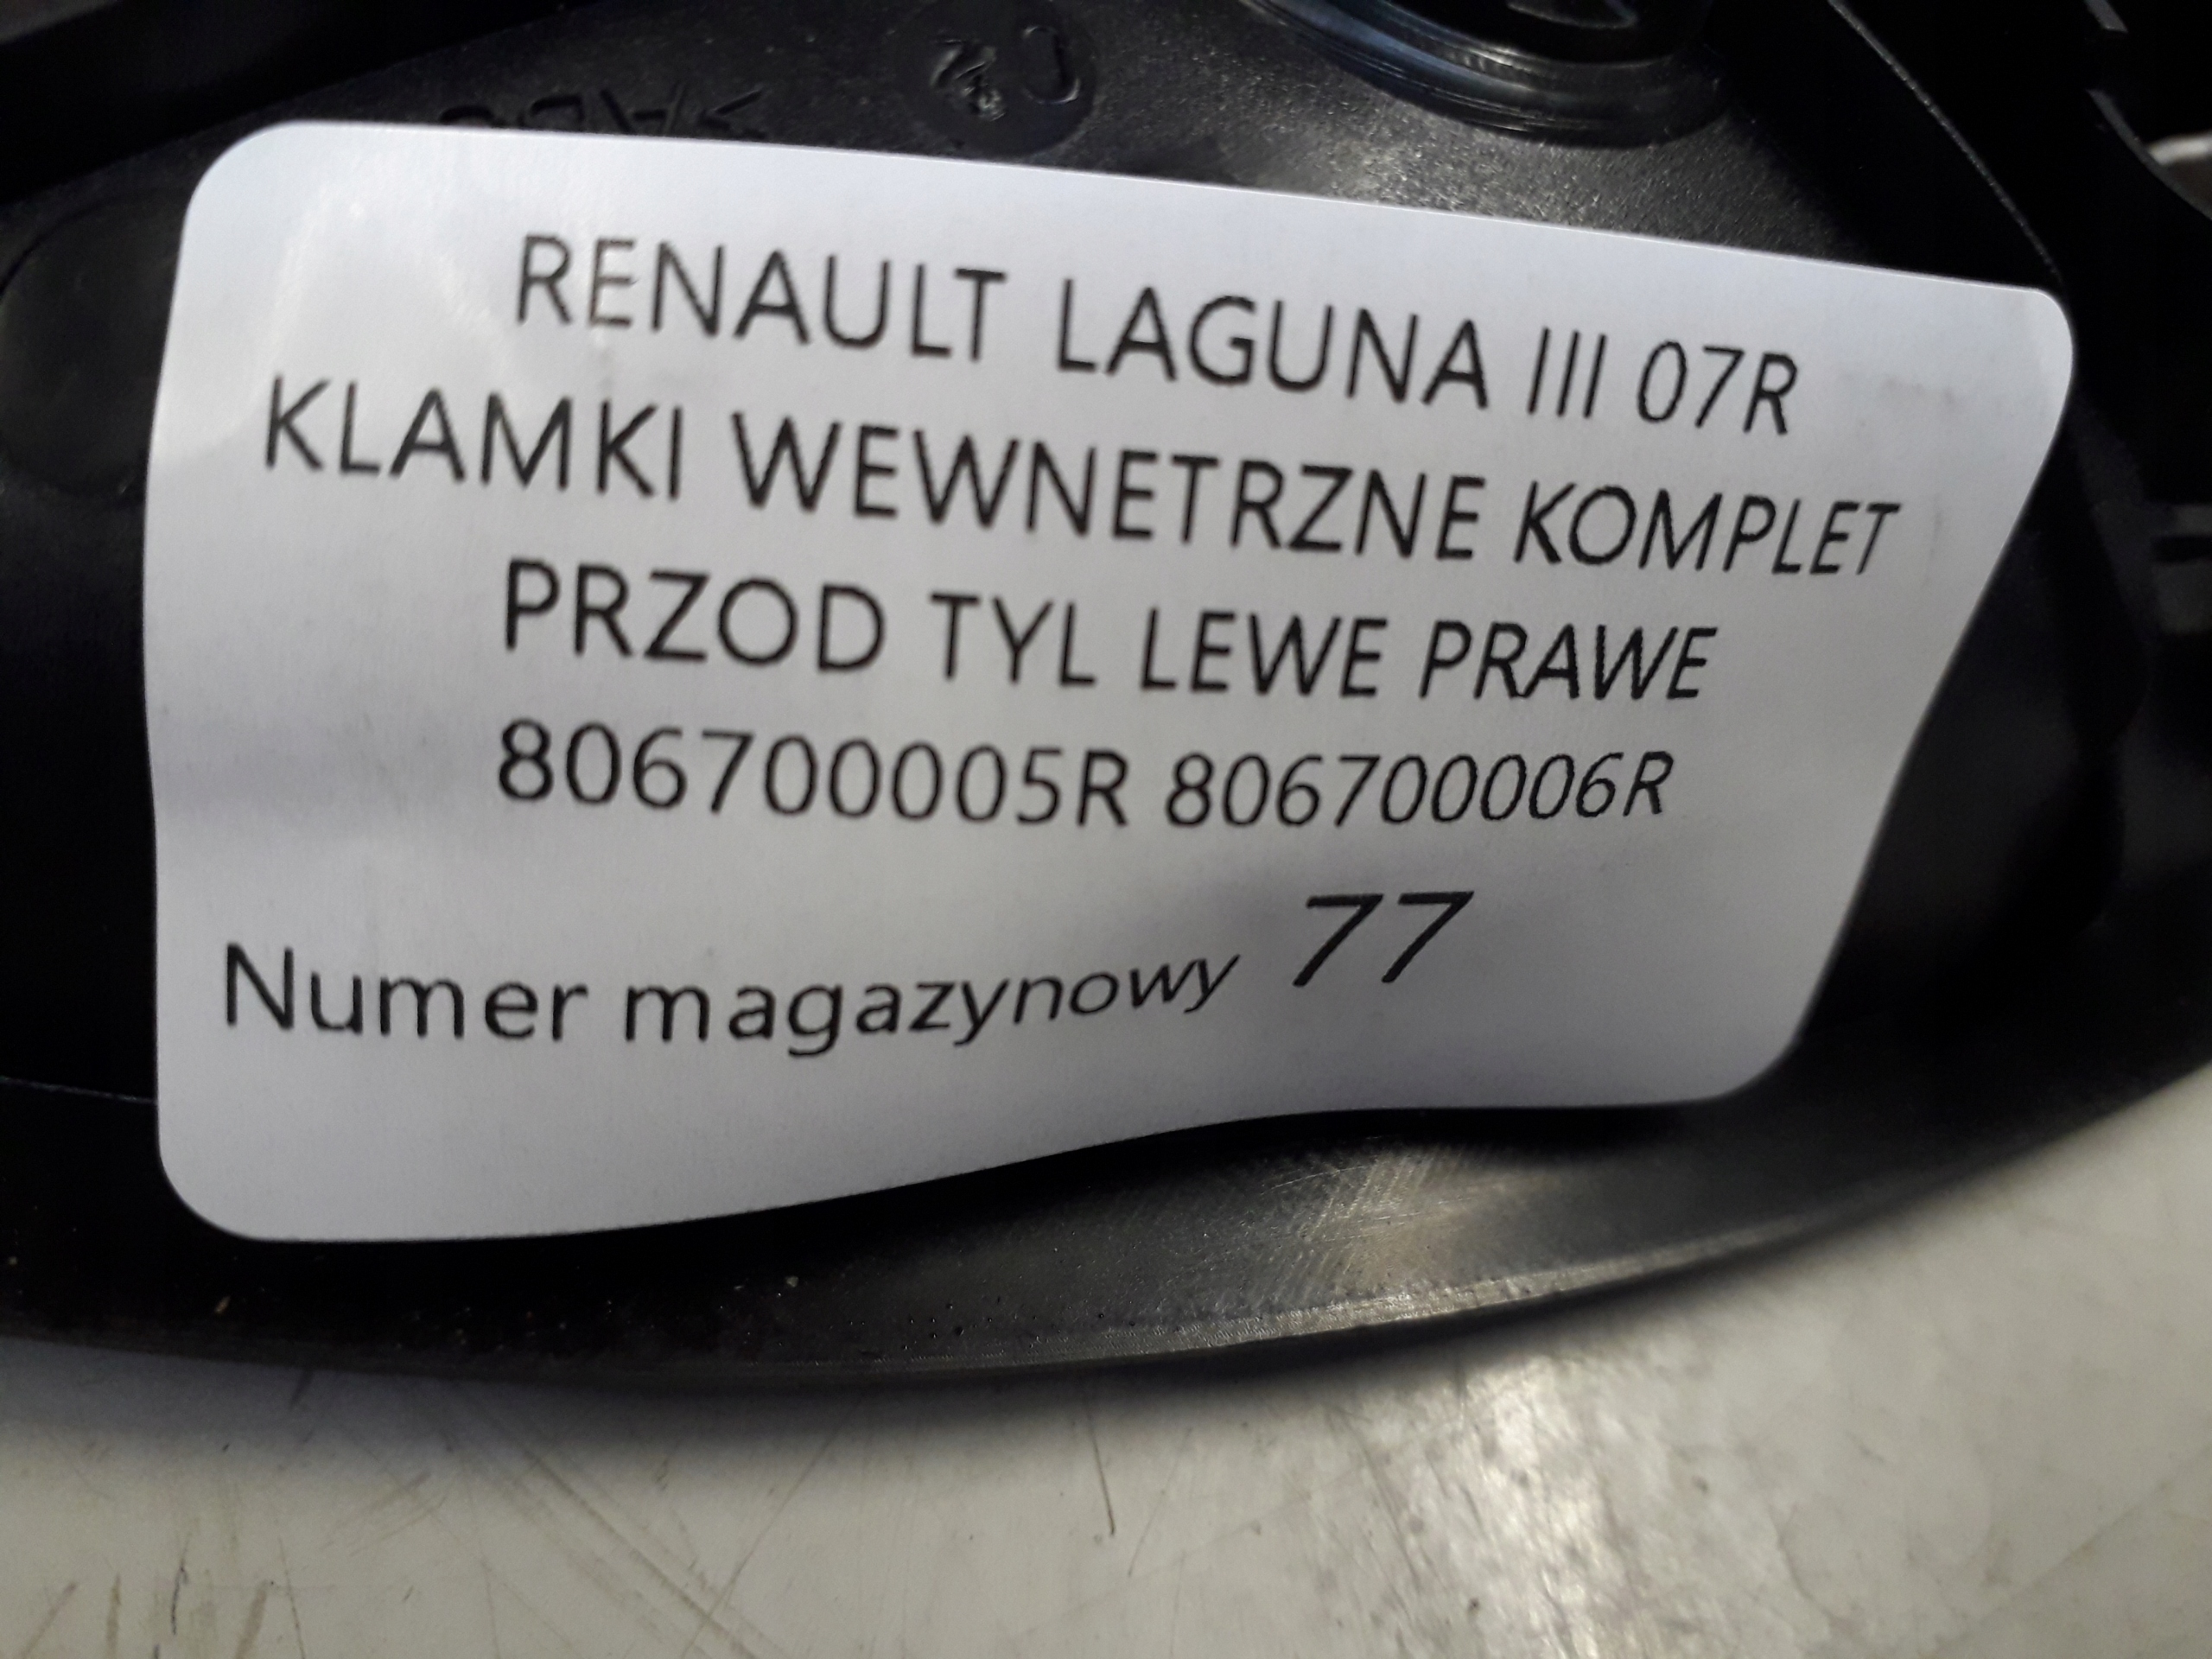 RENAULT LAGUNA III 07R
KLAMKI WEWNETRZNE KOMPLET
PRZOD TYL LEWE PRAWE
806700005R 806700006R
Numer magazynowy 77